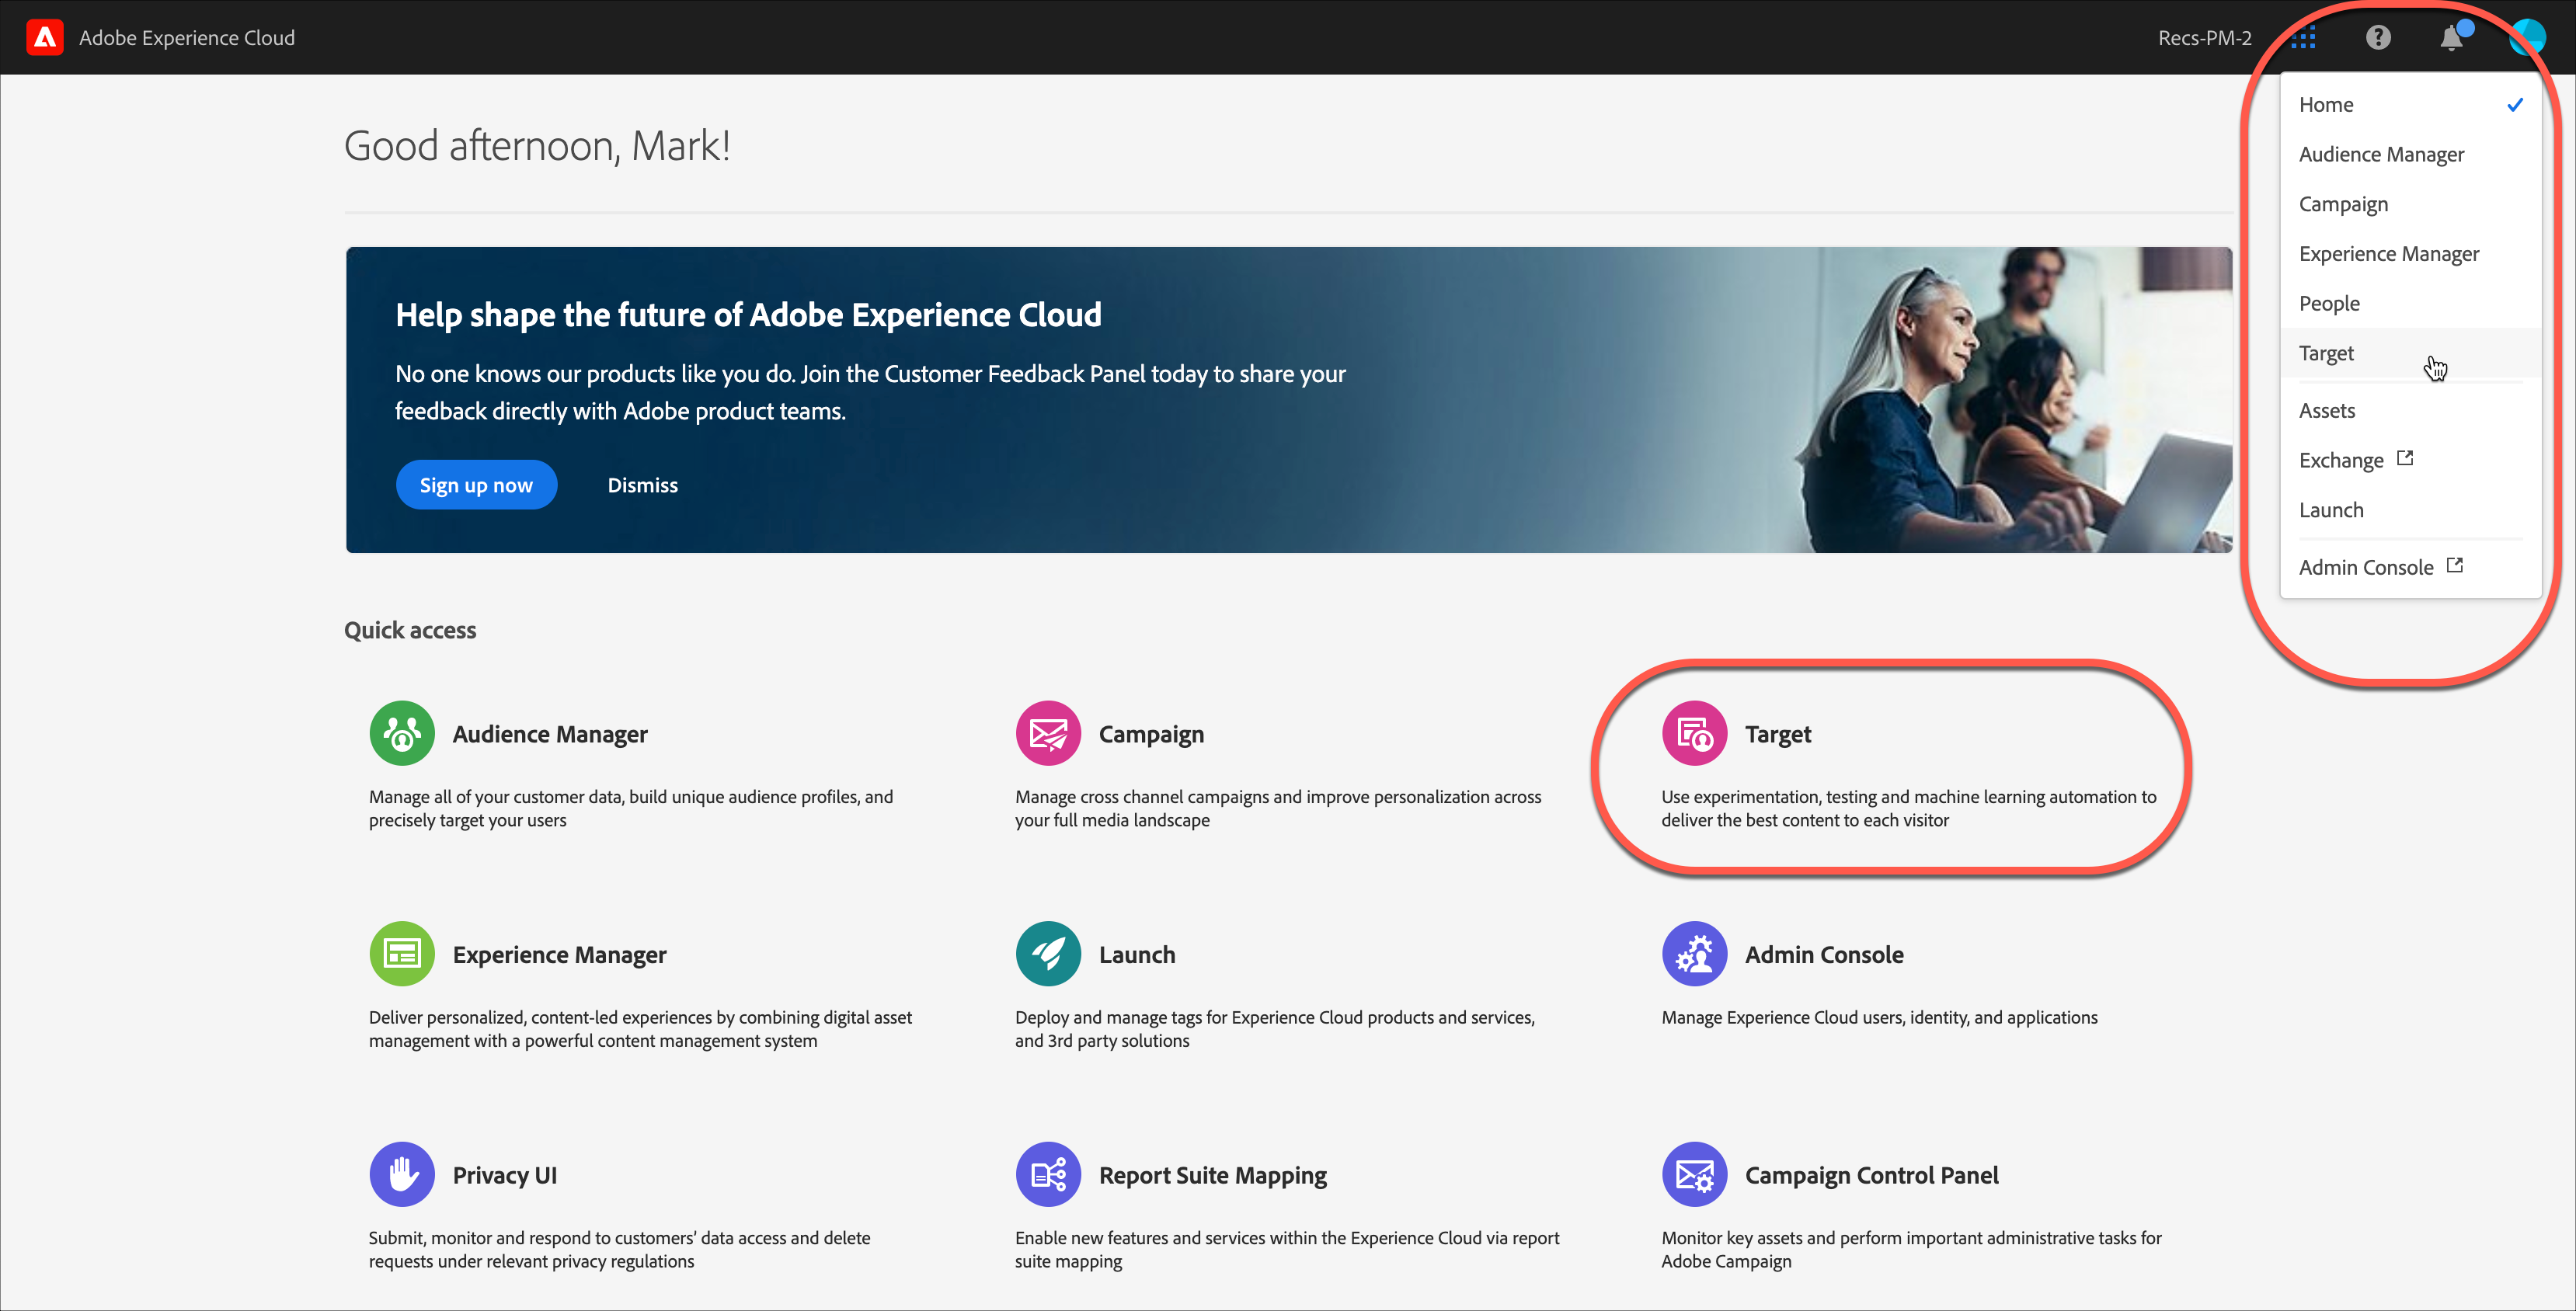 Adobe Experience Cloud
Recs-PM-2
Home
Audience Manager
Campaign
Experience Manager
People
Target
Assets
Exchange
Launch
Admin Console
Good afternoon, Mark!
Help shape the future of Adobe Experience Cloud
No one knows our products like you do. Join the Customer Feedback Panel today to share your
feedback directly with Adobe product teams.
Sign up now
Dismiss
Quick access
Audience Manager
Manage all of your customer data, build unique audience profiles, and
precisely target your users
Campaign
Manage cross channel campaigns and improve personalization across
your full media landscape
Target
Use experimentation, testing and machine learning automation to
deliver the best content to each visitor
Experience Manager
Deliver personalized, content-led experiences by combining digital asset
management with a powerful content management system
Launch
Deploy and manage tags for Experience Cloud products and services,
and 3rd party solutions
Admin Console
Manage Experience Cloud users, identity, and applications
Privacy UI
Submit, monitor and respond to customers’ data access and delete
requests under relevant privacy regulations
Report Suite Mapping
Enable new features and services within the Experience Cloud via report
suite mapping
Campaign Control Panel
Monitor key assets and perform important administrative tasks for
Adobe Campaign